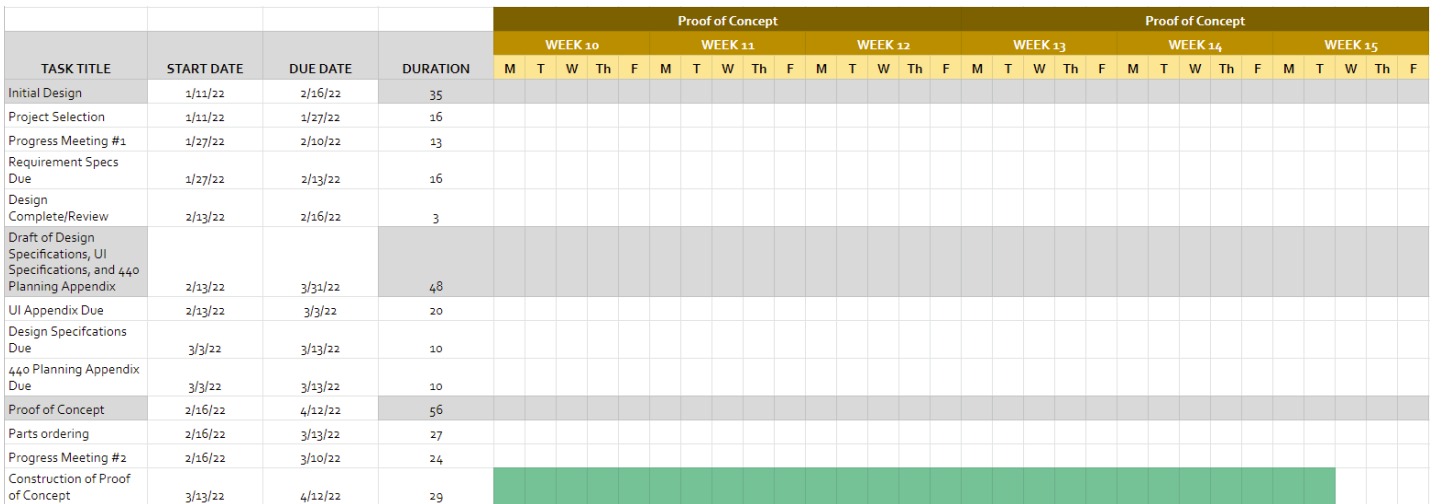 Proof of Concept Proof of Concept
WEEK 10 WEEK 11 WEEK 12 WEEK 13 WEEK 14 WEEK 15
TASK TITLE START DATE DUE DATE DURATION M T W Th F M T W Th F M T W Th F M T W Th F M T W Th F M T W Th F
Initial Design 1/11/22 2/16/22 35
Project Selection 1/11/22 1/27/22 16
Progress Meeting #1 1/27/22 2/10/22 13
Requirement Specs
Due 1/27/22 2/13/22 16
Design
Complete/Review 2/13/22 2/16/22 3
Draft of Design
Specifications, UI
Specifications, and 440
Planning Appendix 2/13/22 3/31/22 48
UI Appendix Due 2/13/22 3/3/22 20
Design Specifcations
Due 3/3/22 3/13/22 10
440 Planning Appendix
Due 3/3/22 3/13/22 10
Proof of Concept 2/16/22 4/12/22 56
Parts ordering 2/16/22 3/13/22 27
Progress Meeting #2 2/16/22 3/10/22 24
Construction of Proof
of Concept 3/13/22 4/12/22 29